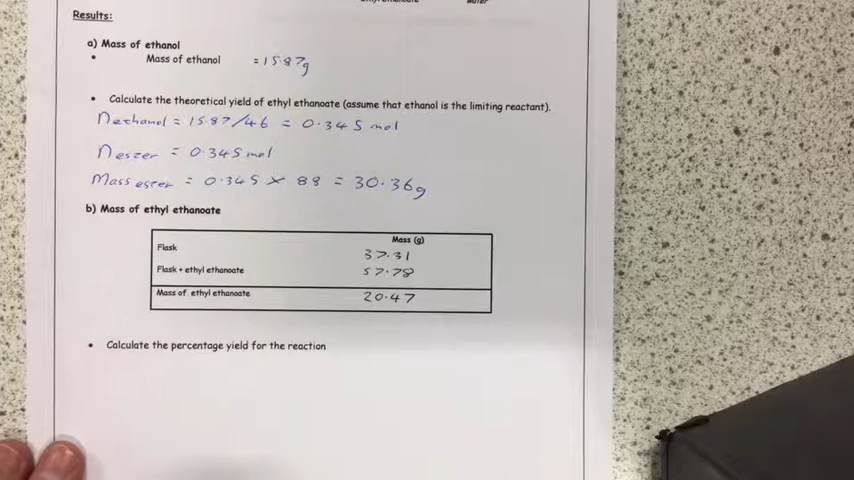 Results:
a) Mass of ethanol
• Mass of ethanol = 15.87g
• Calculate the theoretical yield of ethyl ethanoate (assume that ethanol is the limiting reactant).
nethanol = 15.87/46 = 0.345 mol
nester = 0.345 mol
Mass ester = 0.345 × 88 = 30.36g
b) Mass of ethyl ethanoate
Mass (g)
Flask 37.31
Flask + ethyl ethanoate 57.78
Mass of ethyl ethanoate 20.47
• Calculate the percentage yield for the reaction